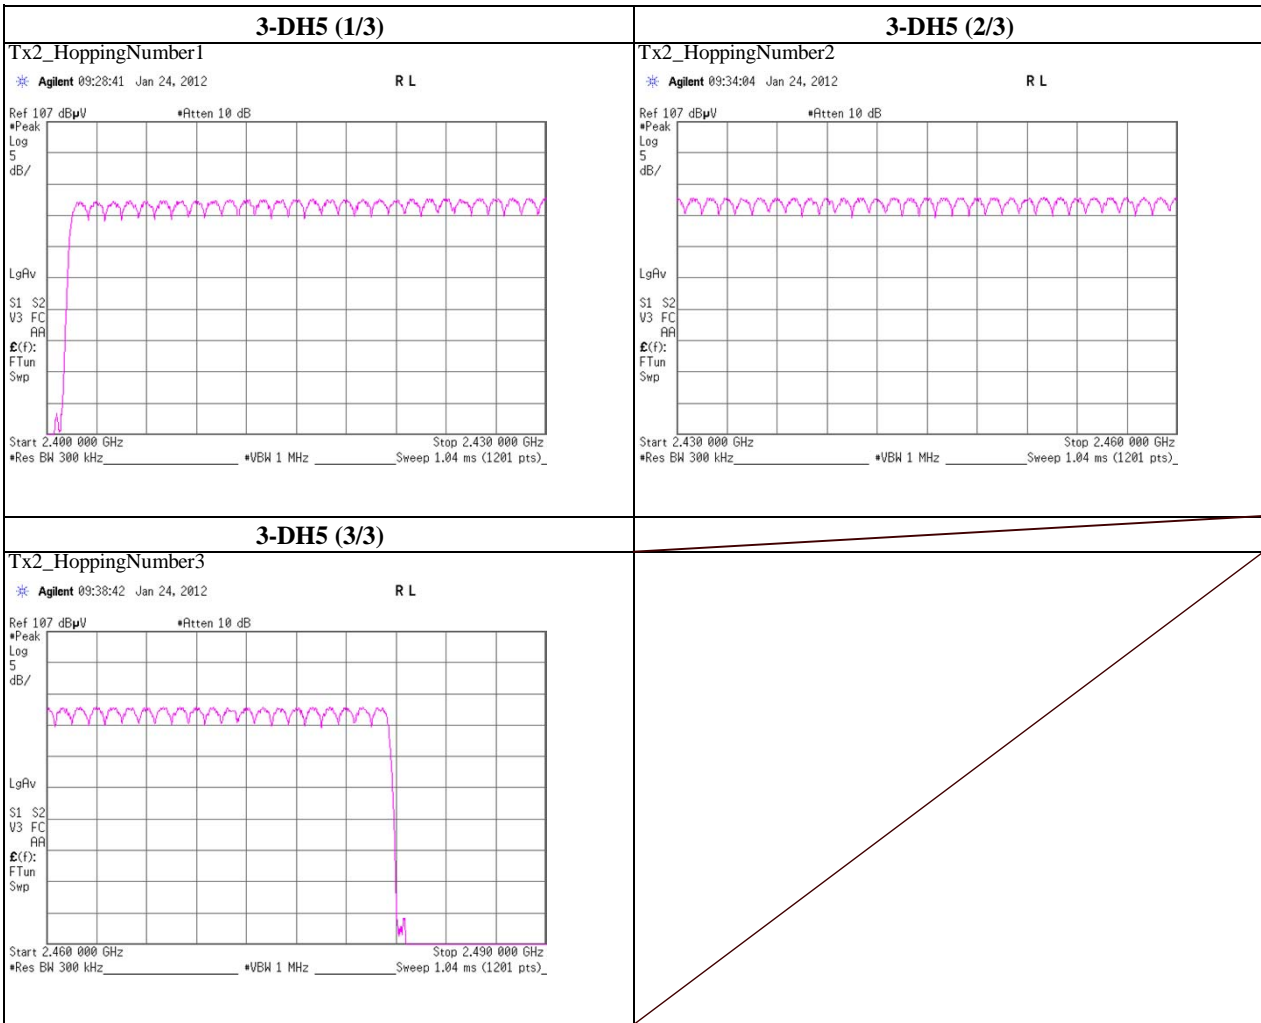 3-DH5 (1/3)
Tx2_HoppingNumber1
Agilent 09:28:41 Jan 24, 2012 R L
Ref 107 dBµV #Atten 10 dB
#Peak
Log
5
dB/
LgAv
S1 S2
V3 FC
AA
£(f):
FTun
Swp
Start 2.400 000 GHz Stop 2.430 000 GHz
#Res BW 300 kHz #VBW 1 MHz Sweep 1.04 ms (1201 pts)
3-DH5 (2/3)
Tx2_HoppingNumber2
Agilent 09:34:04 Jan 24, 2012 R L
Ref 107 dBµV #Atten 10 dB
#Peak
Log
5
dB/
LgAv
S1 S2
V3 FC
AA
£(f):
FTun
Swp
Start 2.430 000 GHz Stop 2.460 000 GHz
#Res BW 300 kHz #VBW 1 MHz Sweep 1.04 ms (1201 pts)
3-DH5 (3/3)
Tx2_HoppingNumber3
Agilent 09:38:42 Jan 24, 2012 R L
Ref 107 dBµV #Atten 10 dB
#Peak
Log
5
dB/
LgAv
S1 S2
V3 FC
AA
£(f):
FTun
Swp
Start 2.460 000 GHz Stop 2.490 000 GHz
#Res BW 300 kHz #VBW 1 MHz Sweep 1.04 ms (1201 pts)